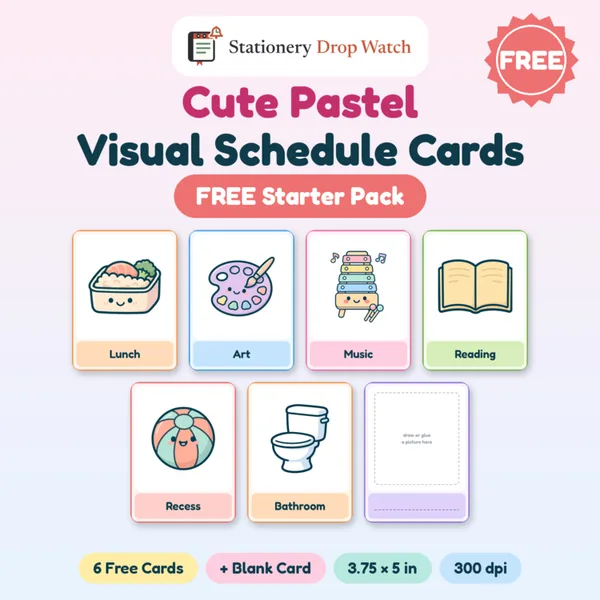 Stationery Drop Watch
FREE
Cute Pastel
Visual Schedule Cards
FREE Starter Pack
Lunch
Art
Music
Reading
Recess
Bathroom
draw or glue
a picture here
6 Free Cards
+ Blank Card
3.75 × 5 in
300 dpi